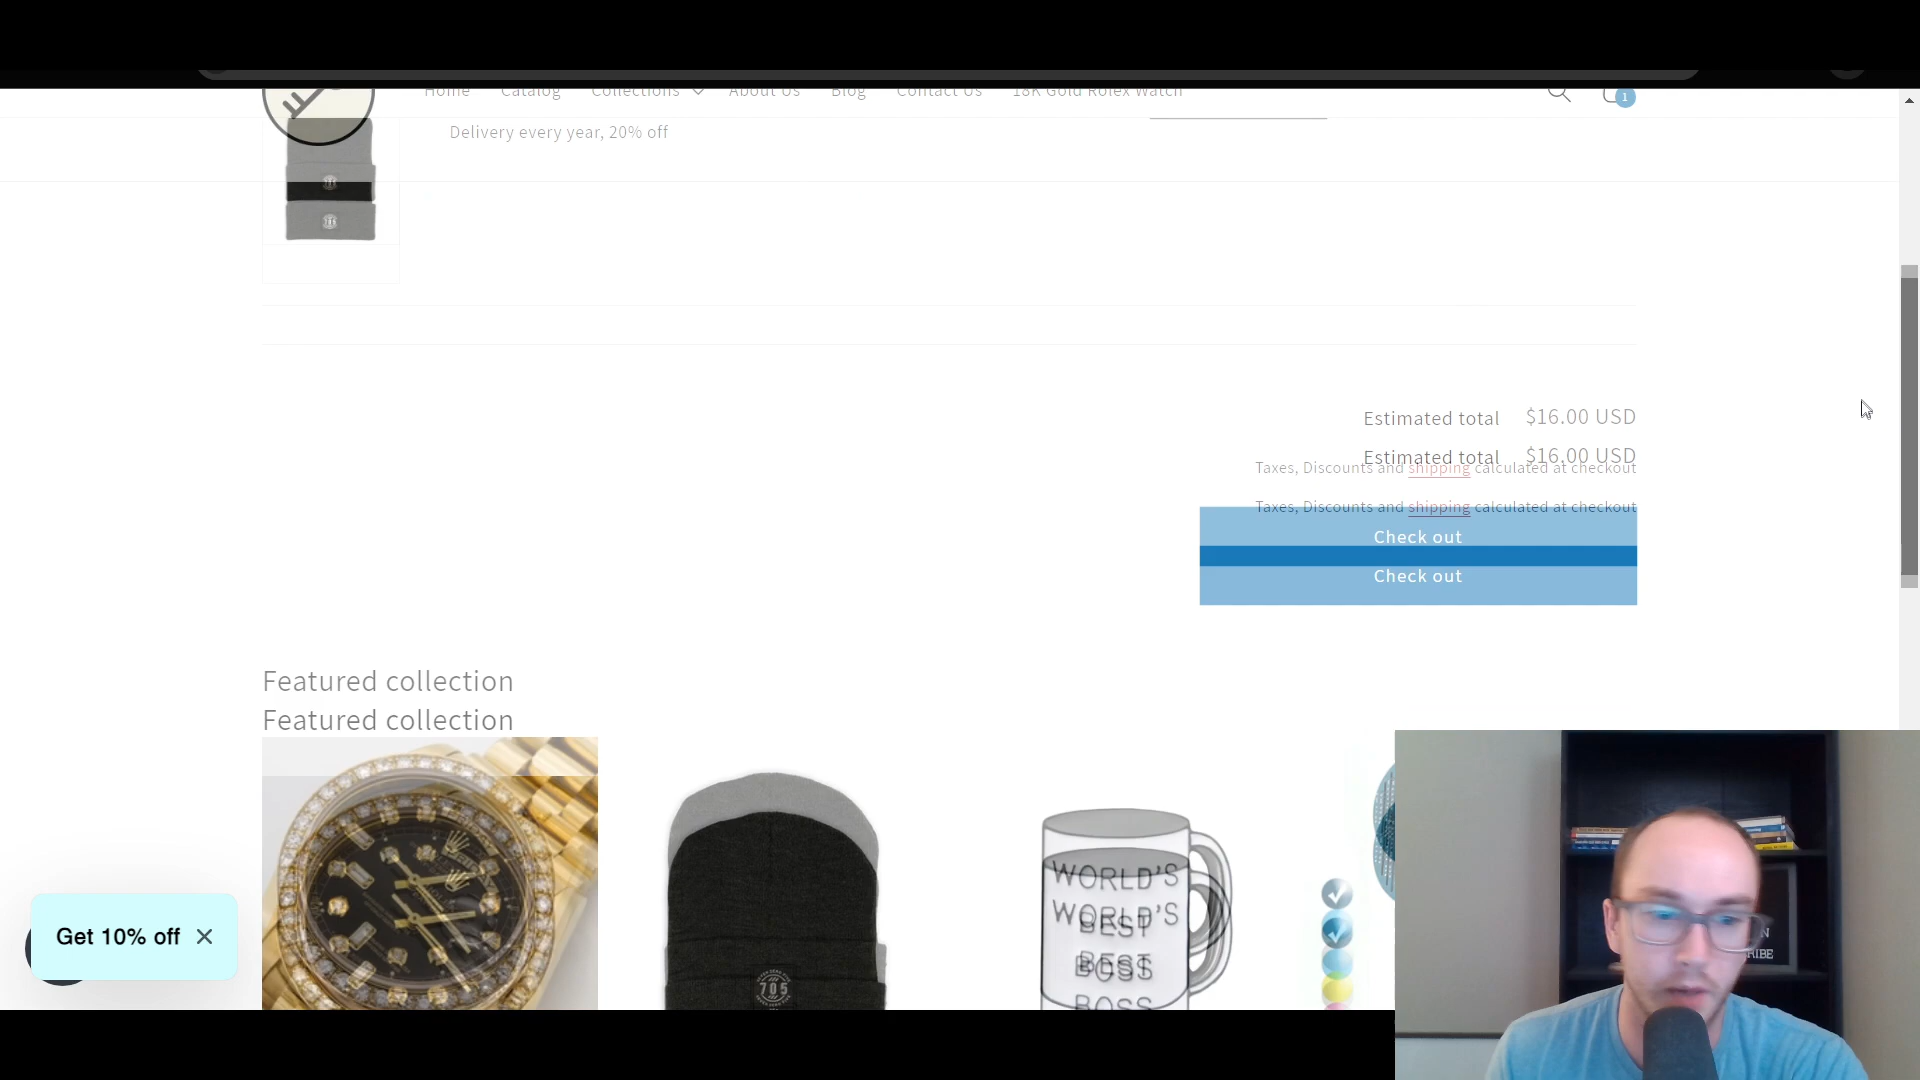 Home Catalog Collections About Us Blog Contact Us 18K Gold Rolex Watch
1
Delivery every year, 20% off
Estimated total $16.00 USD
Estimated total $16.00 USD
Taxes, Discounts and shipping calculated at checkout
Taxes, Discounts and shipping calculated at checkout
Check out
Check out
Featured collection
Featured collection
WORLD'S
WORLD'S
BEST
BEST
BOSS
BOSS
705
Get 10% off